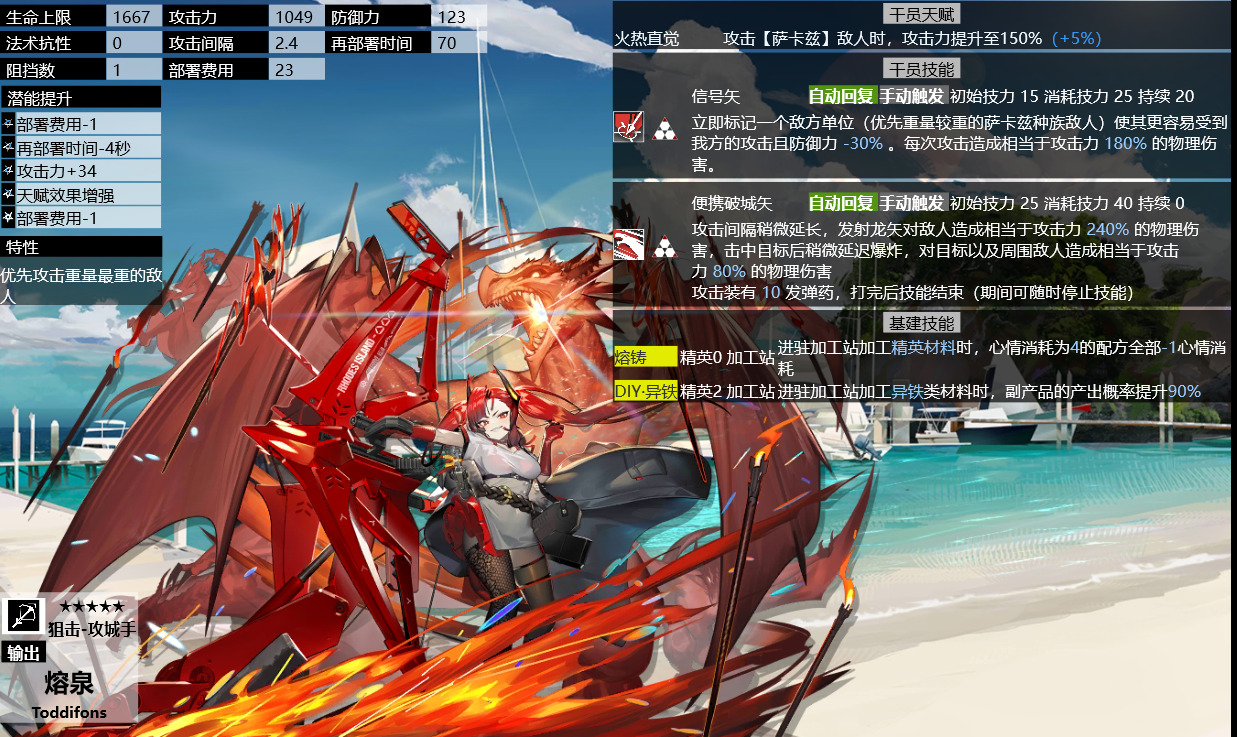 生命上限 1667 攻击力 1049 防御力 123
法术抗性 0 攻击间隔 2.4 再部署时间 70
阻挡数 1 部署费用 23
潜能提升
部署费用-1
再部署时间-4秒
攻击力+34
天赋效果增强
部署费用-1
特性
优先攻击重量最重的敌
人
干员天赋
火热直觉 攻击【萨卡兹】敌人时，攻击力提升至150%（+5%）
干员技能
信号矢 自动回复 手动触发 初始技力 15 消耗技力 25 持续 20
立即标记一个敌方单位（优先重量较重的萨卡兹种族敌人）使其更容易受到
我方的攻击且防御力 -30% 。每次攻击造成相当于攻击力 180% 的物理伤
害。
便携破城矢 自动回复 手动触发 初始技力 25 消耗技力 40 持续 0
攻击间隔稍微延长，发射龙矢对敌人造成相当于攻击力 240% 的物理伤
害，击中目标后稍微延迟爆炸，对目标以及周围敌人造成相当于攻击
力 80% 的物理伤害
攻击装有 10 发弹药，打完后技能结束（期间可随时停止技能）
基建技能
熔铸 精英0 加工站 进驻加工站加工精英材料时，心情消耗为4的配方全部-1心情消
耗
DIY·异铁 精英2 加工站 进驻加工站加工异铁类材料时，副产品的产出概率提升90%
RHODES ISLAND
★★★★★
狙击-攻城手
输出
熔泉
Toddifons